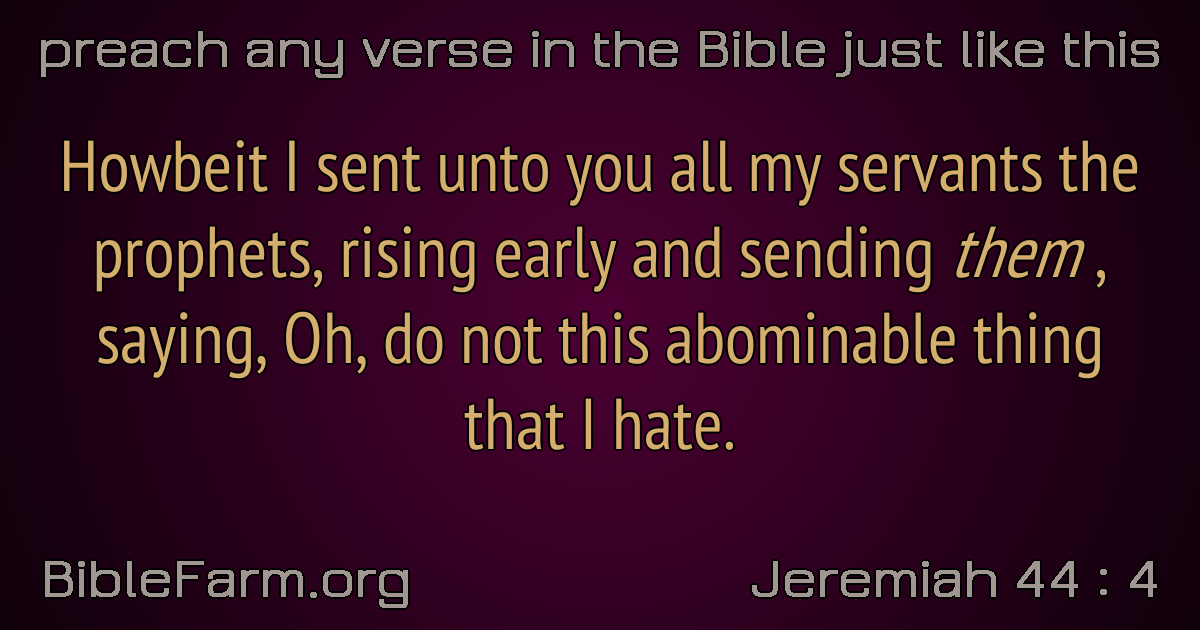 preach any verse in the Bible just like this
Howbeit I sent unto you all my servants the
prophets, rising early and sending them ,
saying, Oh, do not this abominable thing
that I hate.
BibleFarm.org
Jeremiah 44 : 4